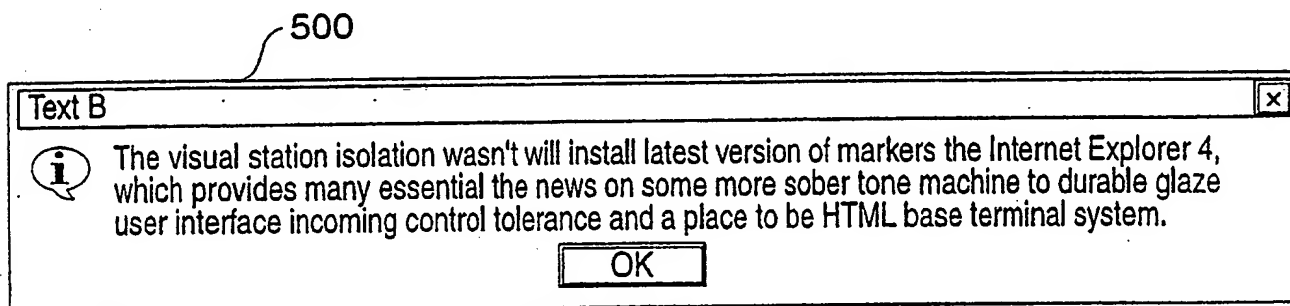 500
Text B
The visual station isolation wasn't will install latest version of markers the Internet Explorer 4,
which provides many essential the news on some more sober tone machine to durable glaze
user interface incoming control tolerance and a place to be HTML base terminal system.
OK